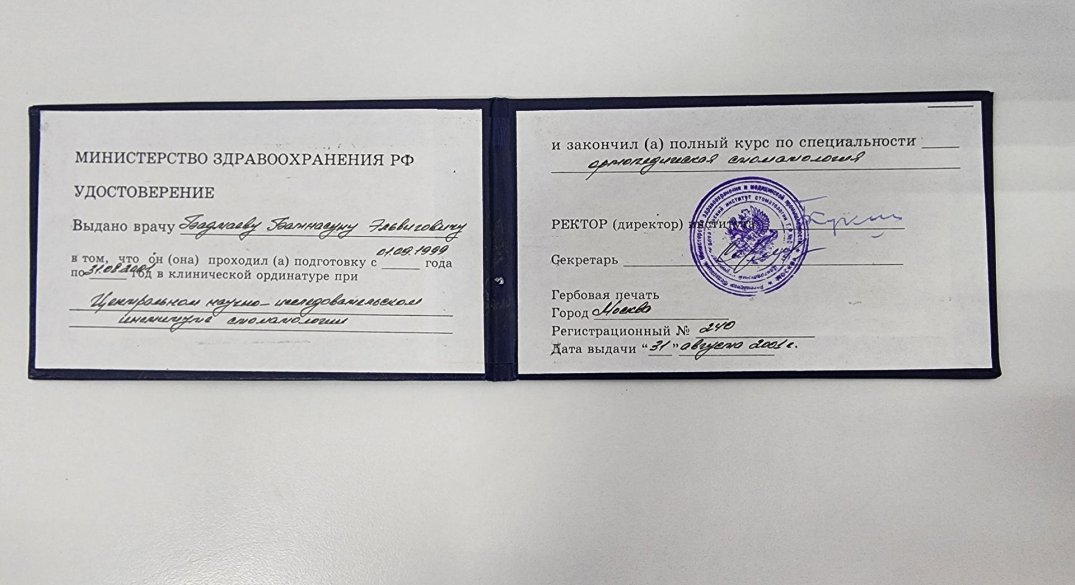 МИНИСТЕРСТВО ЗДРАВООХРАНЕНИЯ РФ
УДОСТОВЕРЕНИЕ
Выдано врачу Бадмаеву
в том, что он (она) проходил (а) подготовку с 01.09.1999 года
по 31.08.2001 год в клинической ординатуре при
Центральном научно-исследовательском
институте стоматологии
и закончил (а) полный курс по специальности
ортопедическая стоматология
РЕКТОР (директор) института
Секретарь
Гербовая печать
Город Москва
Регистрационный № 240
Дата выдачи "31" августа 2001 г.